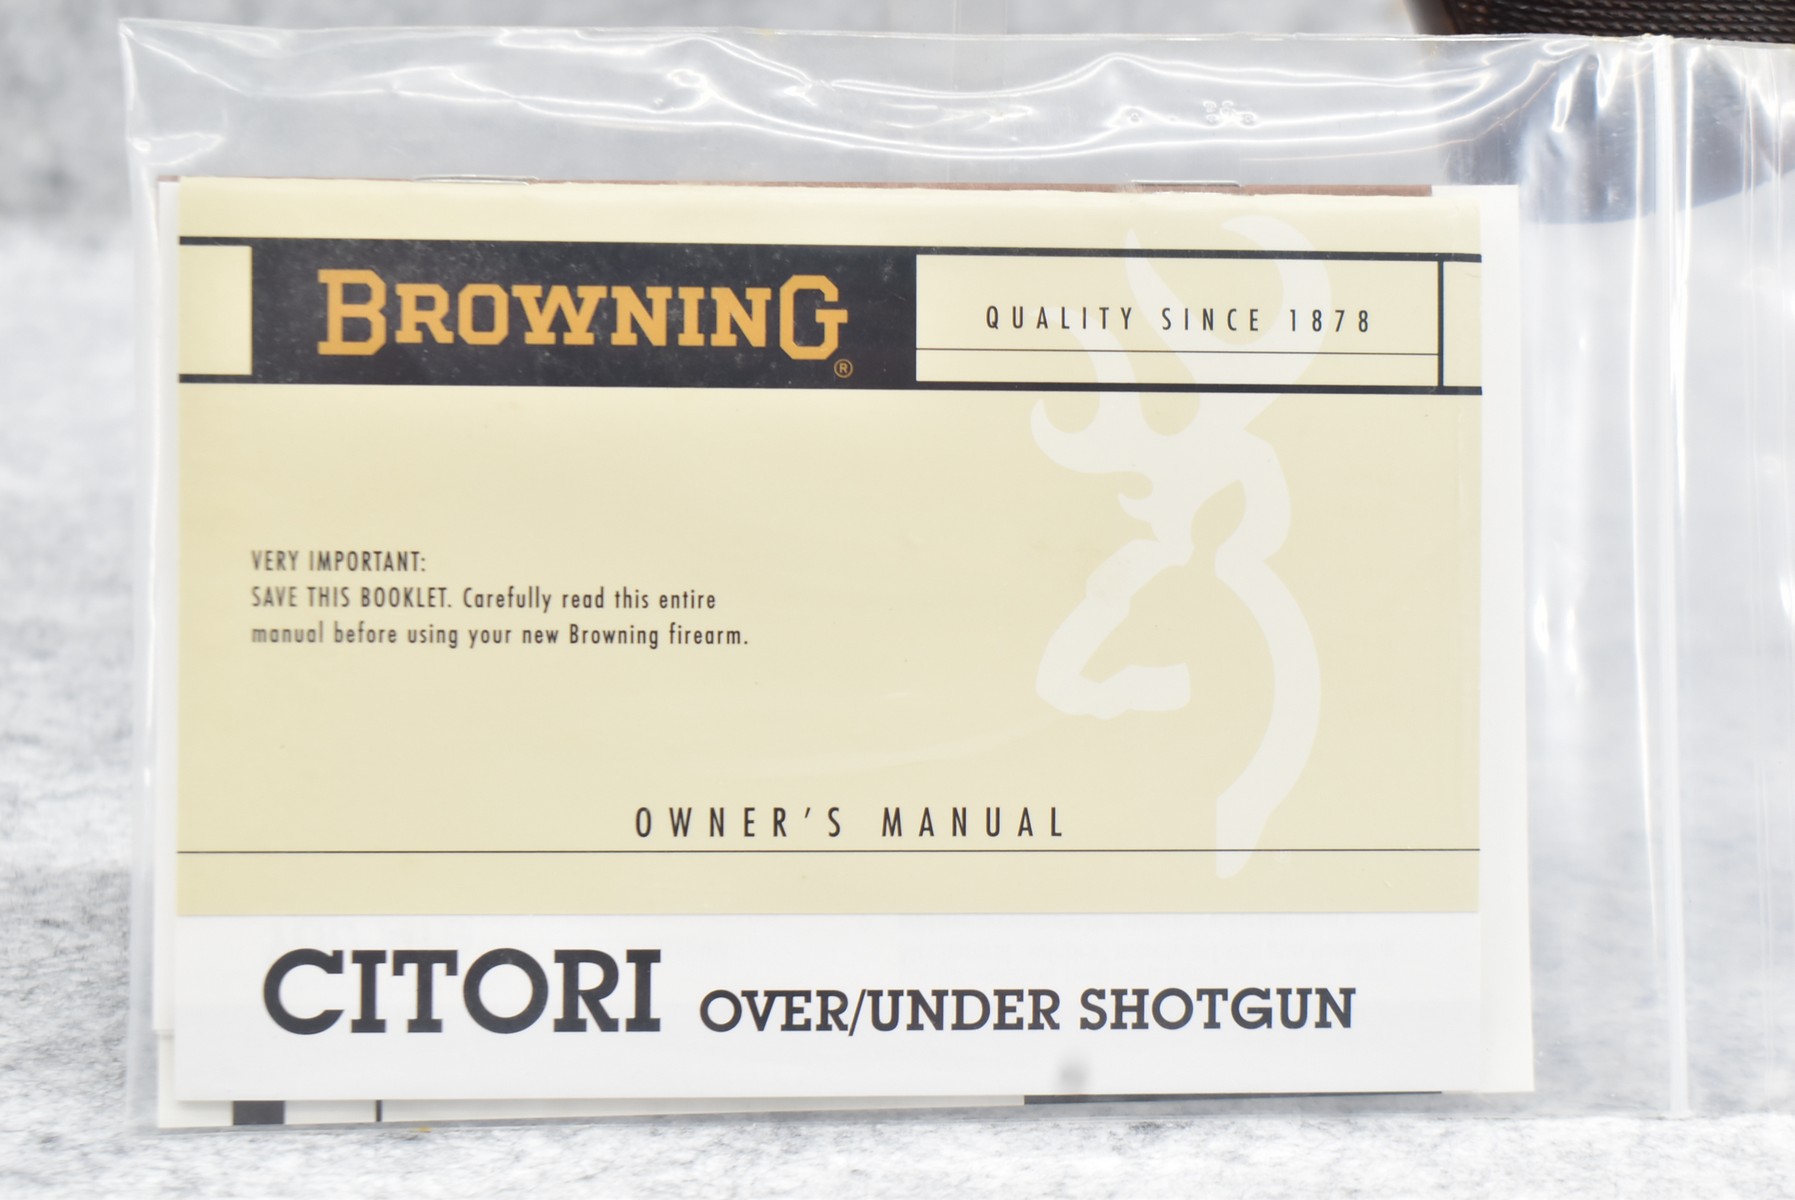 BROWNING®
QUALITY SINCE 1878
VERY IMPORTANT:
SAVE THIS BOOKLET. Carefully read this entire
manual before using your new Browning firearm.
OWNER'S MANUAL
CITORI OVER/UNDER SHOTGUN